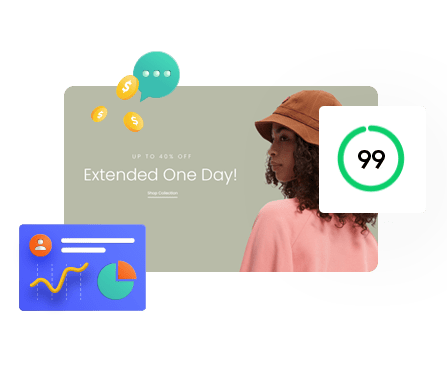 UP TO 40% OFF
Extended One Day!
Shop Collection
99
$
$
$